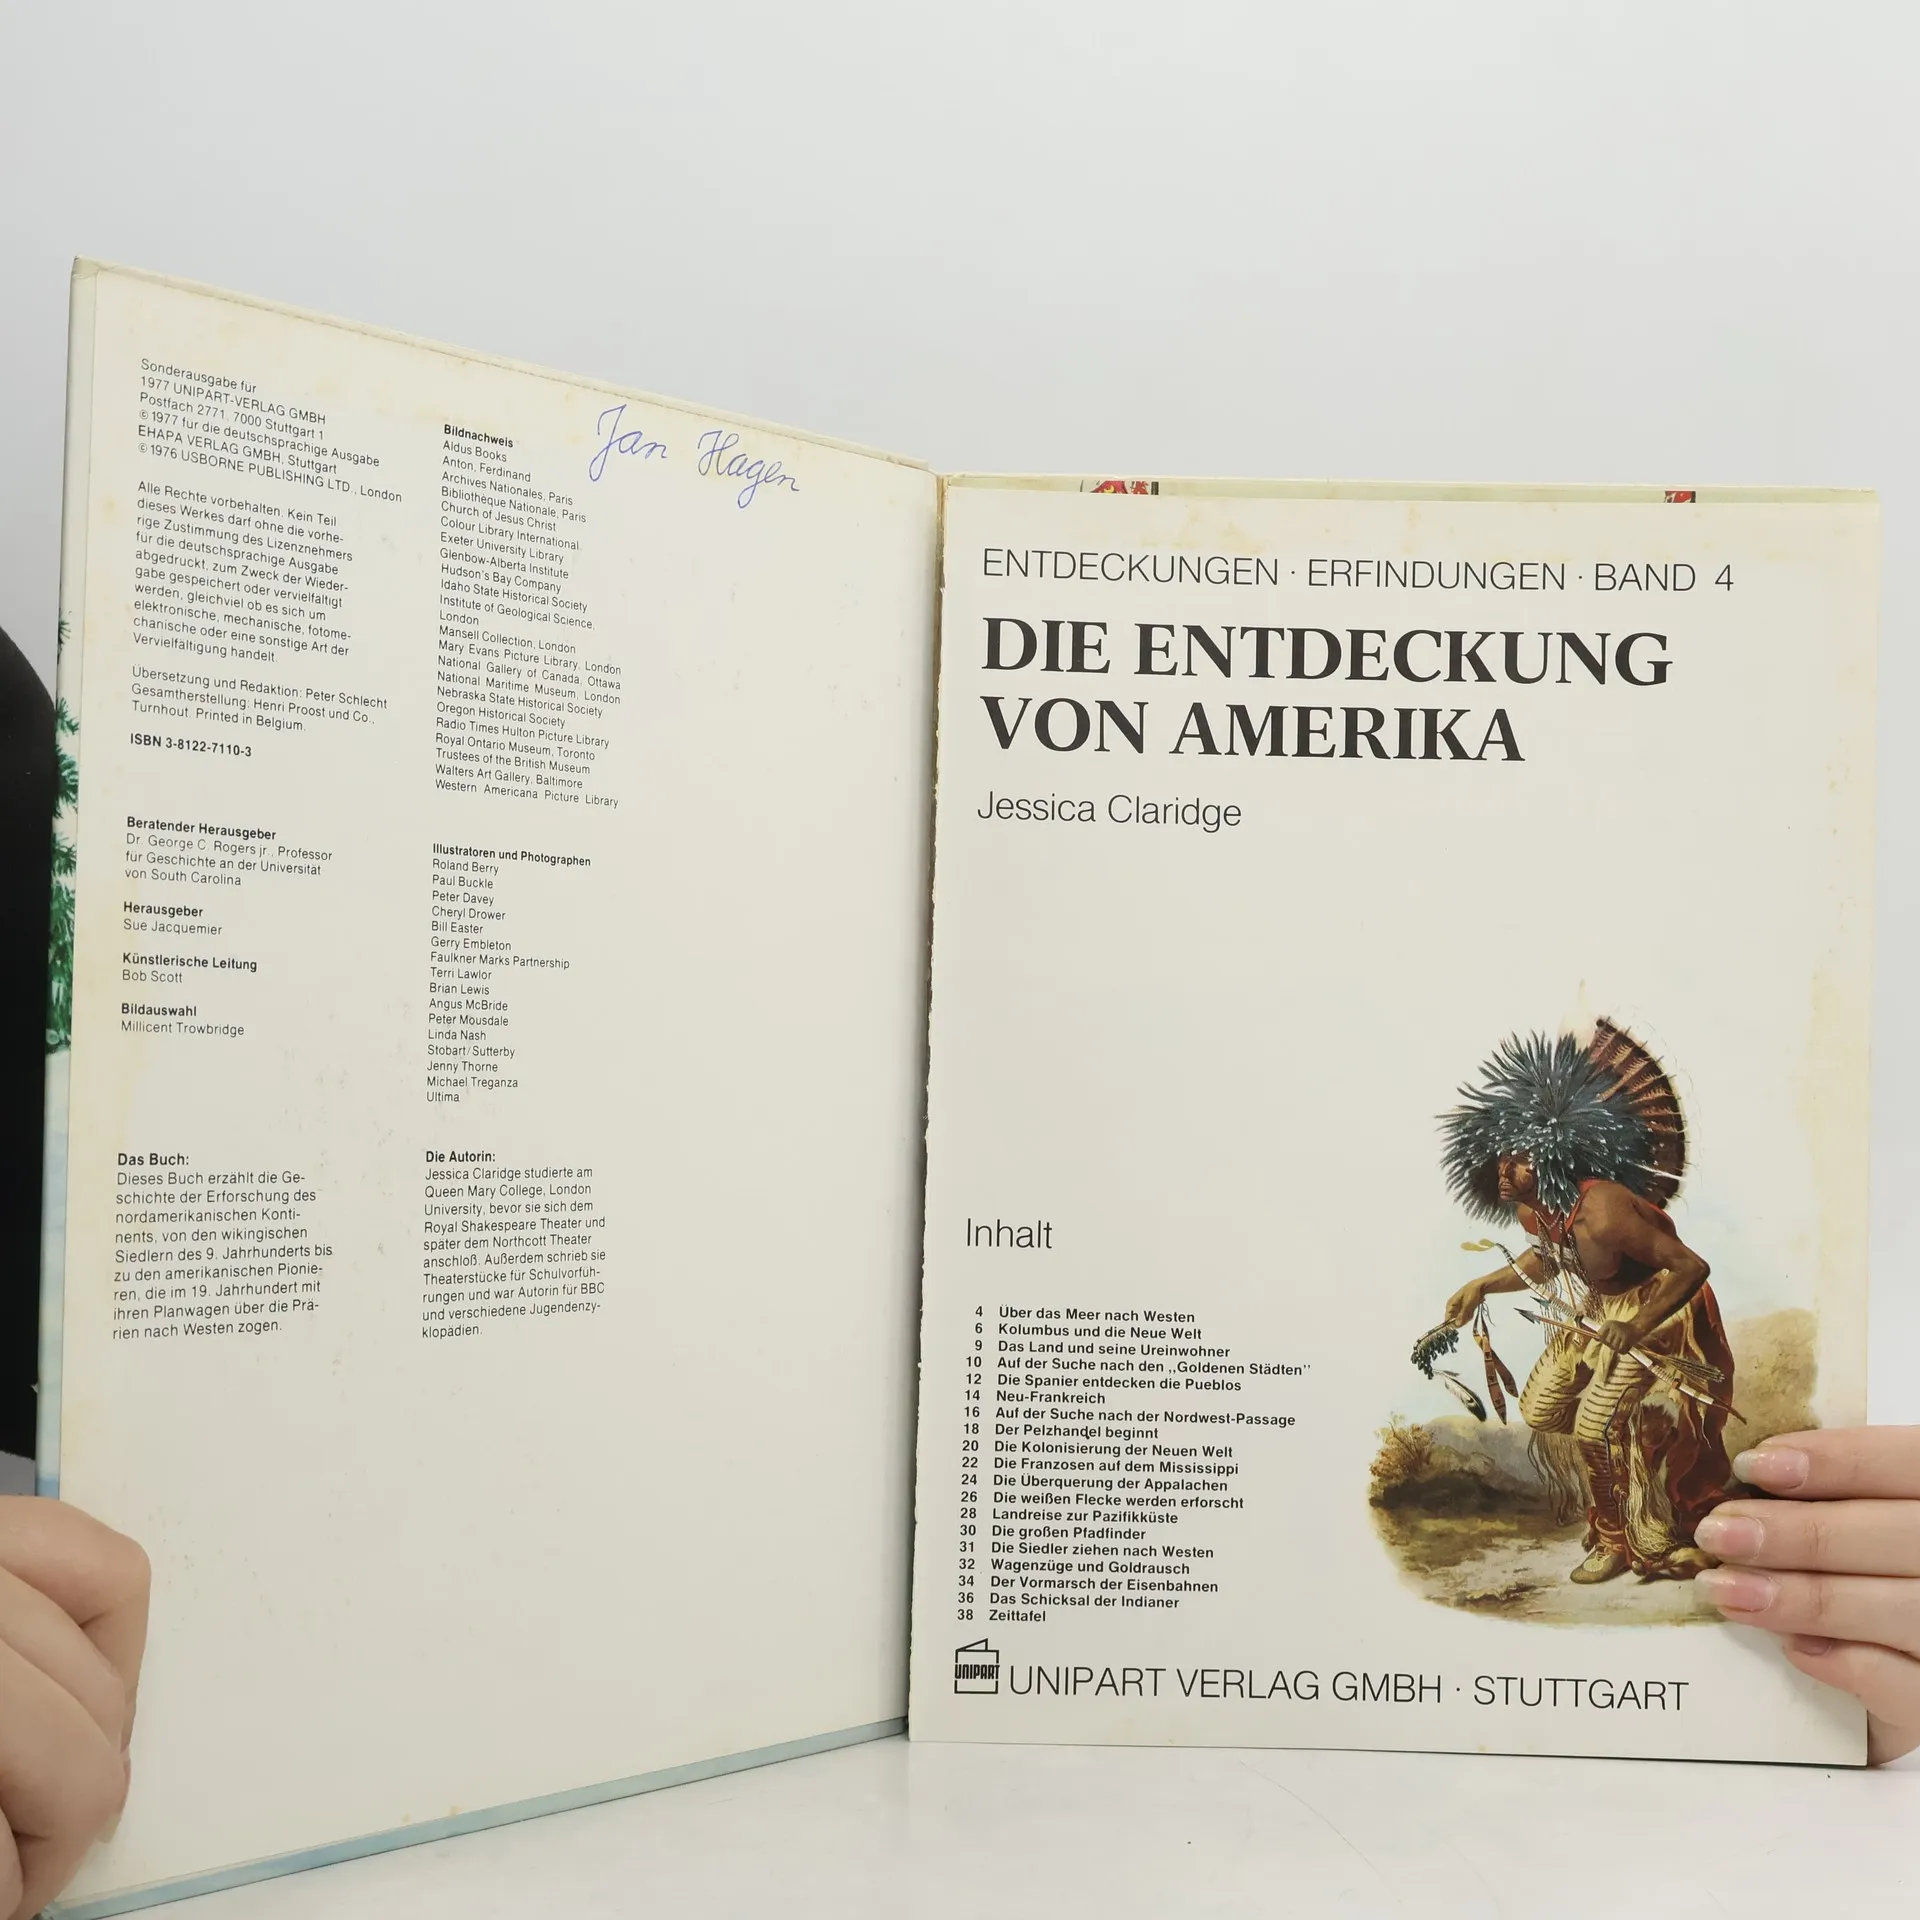 Sonderausgabe für
1977 UNIPART-VERLAG GMBH
Postfach 2771, 7000 Stuttgart 1
© 1977 für die deutschsprachige Ausgabe
EHAPA VERLAG GMBH, Stuttgart
© 1976 USBORNE PUBLISHING LTD., London
Alle Rechte vorbehalten. Kein Teil
dieses Werkes darf ohne die vorhe-
rige Zustimmung des Lizenznehmers
für die deutschsprachige Ausgabe
abgedruckt, zum Zweck der Wieder-
gabe gespeichert oder vervielfältigt
werden, gleichviel ob es sich um
elektronische, mechanische, fotome-
chanische oder eine sonstige Art der
Vervielfältigung handelt.
Übersetzung und Redaktion: Peter Schlecht
Gesamtherstellung: Henri Proost und Co.,
Turnhout. Printed in Belgium.
ISBN 3-8122-7110-3
Beratender Herausgeber
Dr. George C. Rogers jr., Professor
für Geschichte an der Universität
von South Carolina
Herausgeber
Sue Jacquemier
Künstlerische Leitung
Bob Scott
Bildauswahl
Millicent Trowbridge
Das Buch:
Dieses Buch erzählt die Ge-
schichte der Erforschung des
nordamerikanischen Konti-
nents, von den wikingischen
Siedlern des 9. Jahrhunderts bis
zu den amerikanischen Pionie-
ren, die im 19. Jahrhundert mit
ihren Planwagen über die Prä-
rien nach Westen zogen.
Jan Hagen
Bildnachweis
Aldus Books
Anton, Ferdinand
Archives Nationales, Paris
Bibliothèque Nationale, Paris
Church of Jesus Christ
Colour Library International
Exeter University Library
Glenbow-Alberta Institute
Hudson's Bay Company
Idaho State Historical Society
Institute of Geological Science,
London
Mansell Collection, London
Mary Evans Picture Library, London
National Gallery of Canada, Ottawa
National Maritime Museum, London
Nebraska State Historical Society
Oregon Historical Society
Radio Times Hulton Picture Library
Royal Ontario Museum, Toronto
Trustees of the British Museum
Walters Art Gallery, Baltimore
Western Americana Picture Library
Illustratoren und Photographen
Roland Berry
Paul Buckle
Peter Davey
Cheryl Drower
Bill Easter
Gerry Embleton
Faulkner Marks Partnership
Terri Lawlor
Brian Lewis
Angus McBride
Peter Mousdale
Linda Nash
Stobart/Sutterby
Jenny Thorne
Michael Treganza
Ultima
Die Autorin:
Jessica Claridge studierte am
Queen Mary College, London
University, bevor sie sich dem
Royal Shakespeare Theater und
später dem Northcott Theater
anschloß. Außerdem schrieb sie
Theaterstücke für Schulvorfüh-
rungen und war Autorin für BBC
und verschiedene Jugendenzy-
klopädien.
ENTDECKUNGEN · ERFINDUNGEN · BAND 4
DIE ENTDECKUNG
VON AMERIKA
Jessica Claridge
Inhalt
4 Über das Meer nach Westen
6 Kolumbus und die Neue Welt
9 Das Land und seine Ureinwohner
10 Auf der Suche nach den „Goldenen Städten"
12 Die Spanier entdecken die Pueblos
14 Neu-Frankreich
16 Auf der Suche nach der Nordwest-Passage
18 Der Pelzhandel beginnt
20 Die Kolonisierung der Neuen Welt
22 Die Franzosen auf dem Mississippi
24 Die Überquerung der Appalachen
26 Die weißen Flecke werden erforscht
28 Landreise zur Pazifikküste
30 Die großen Pfadfinder
31 Die Siedler ziehen nach Westen
32 Wagenzüge und Goldrausch
34 Der Vormarsch der Eisenbahnen
36 Das Schicksal der Indianer
38 Zeittafel
UNIPART
UNIPART VERLAG GMBH · STUTTGART